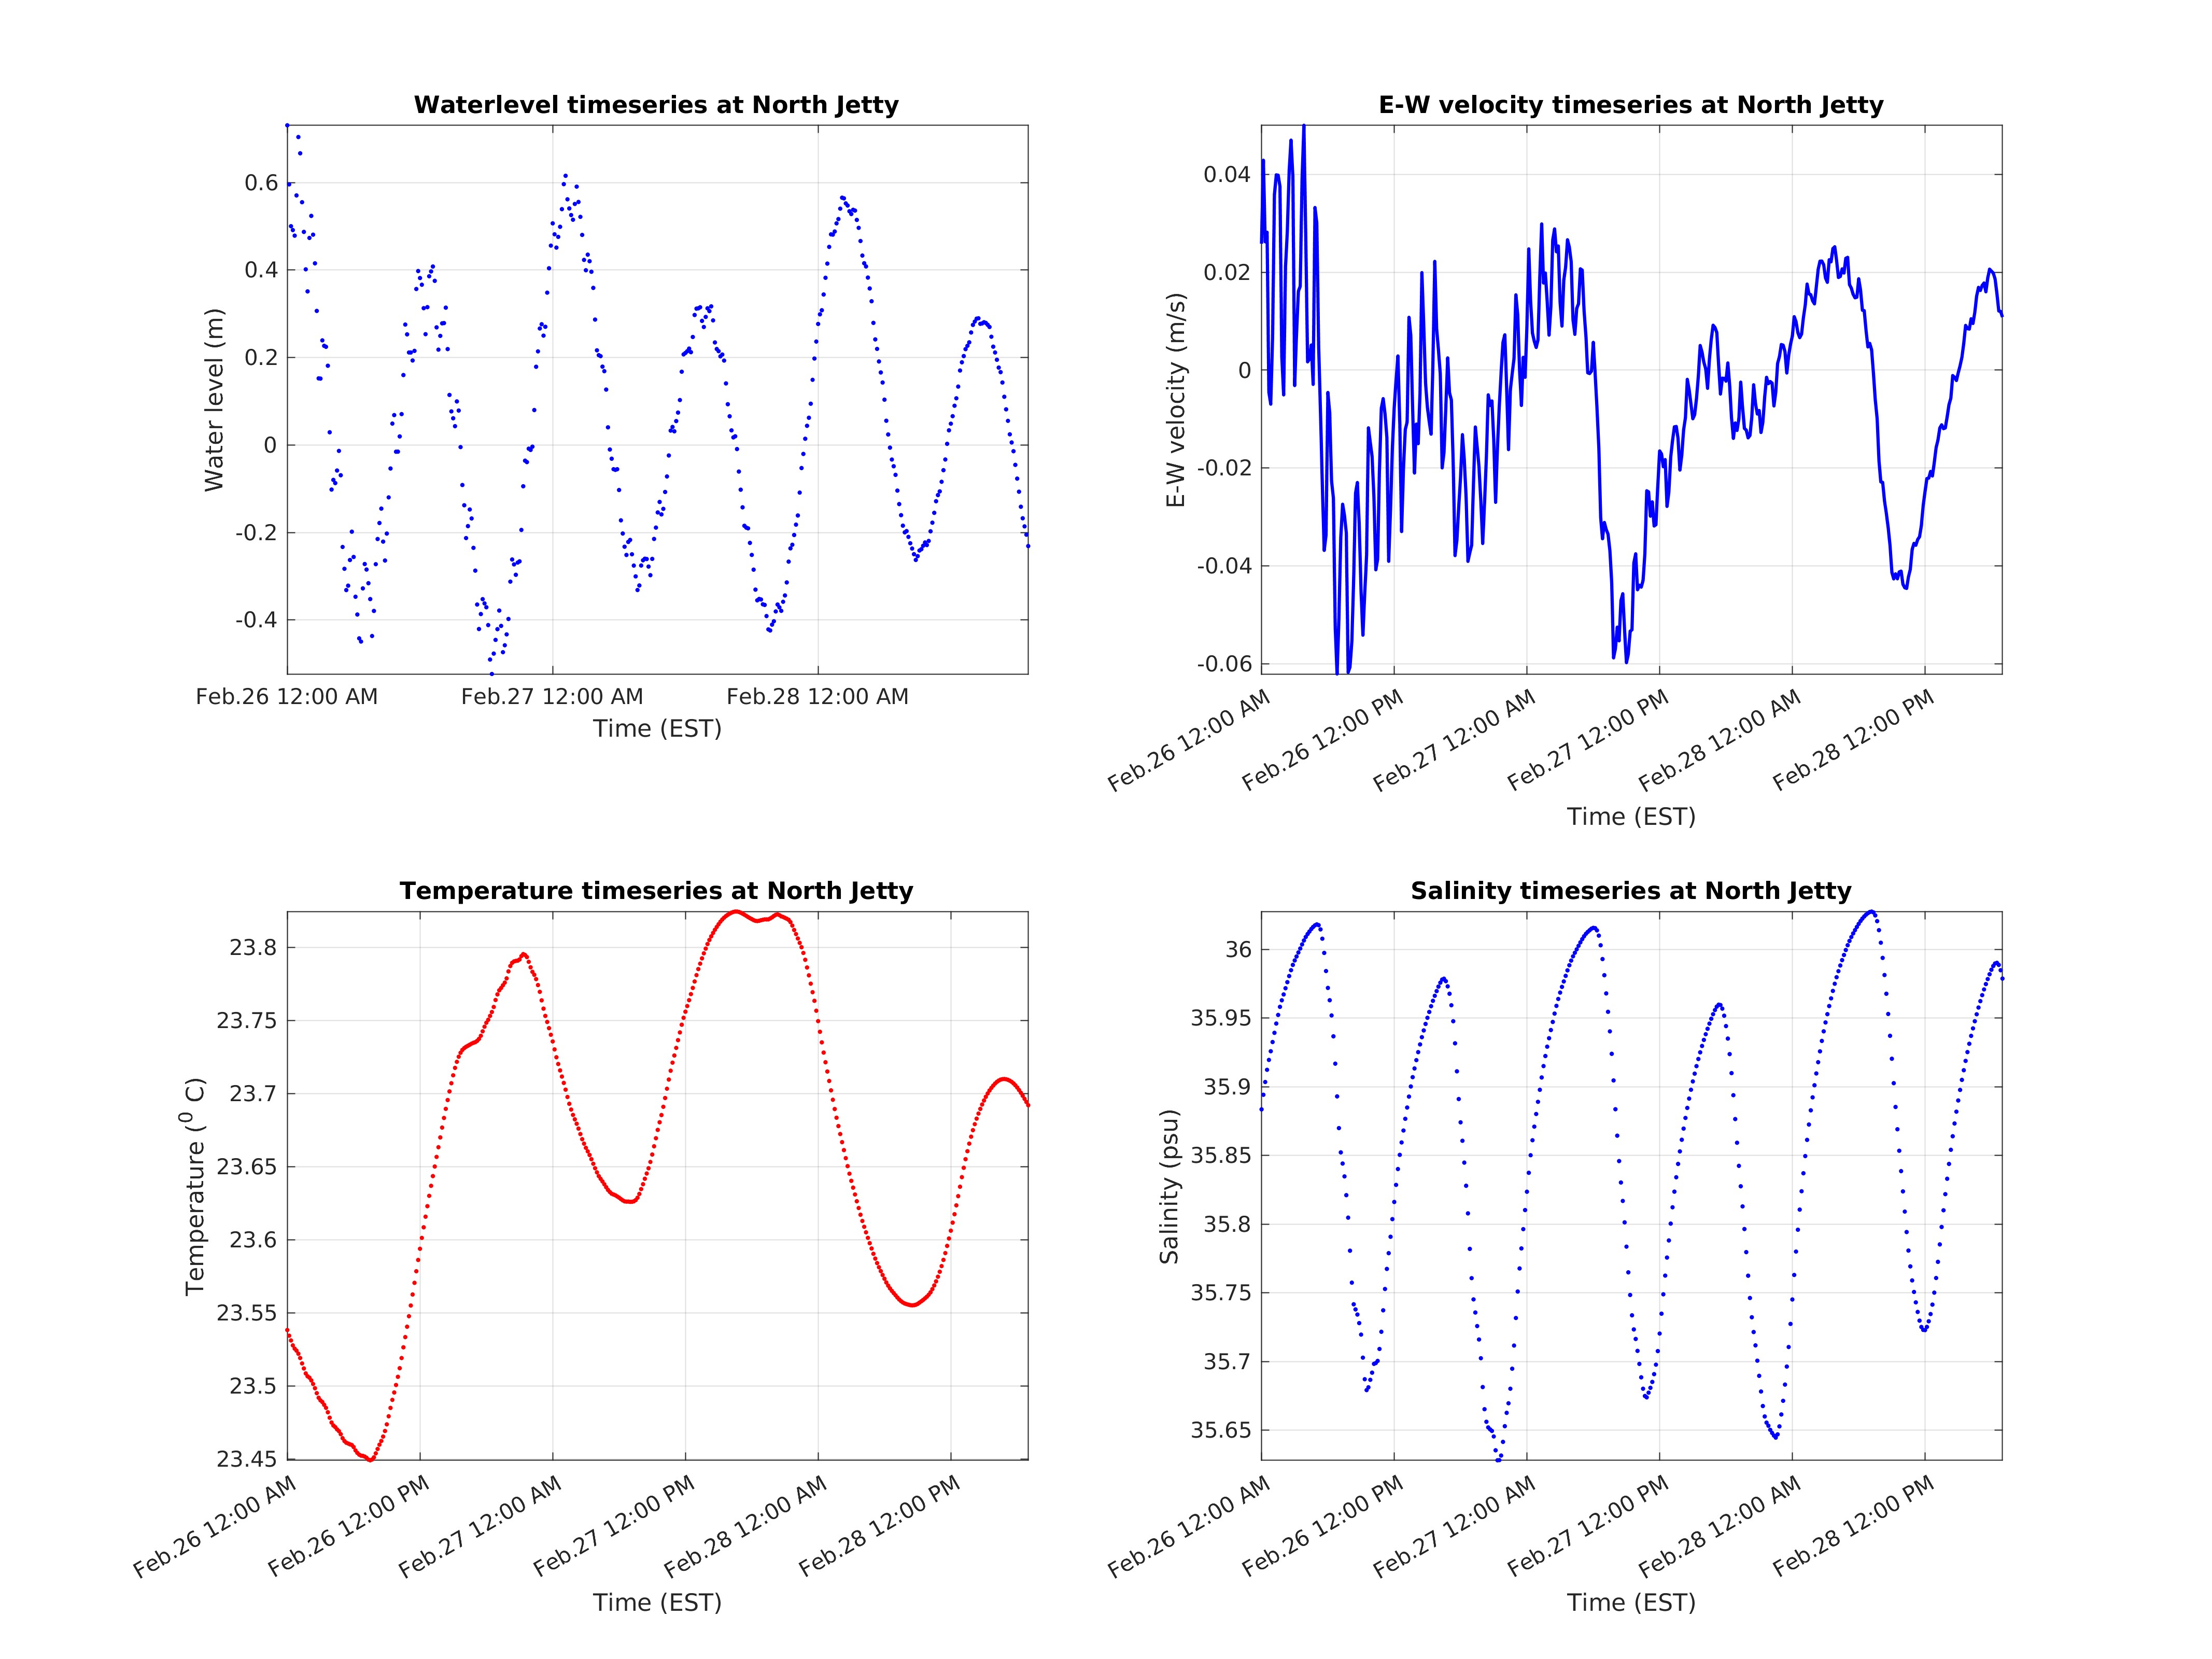 Waterlevel timeseries at North Jetty
Water level (m)
0.6
0.4
0.2
0
-0.2
-0.4
Feb.26 12:00 AM
Feb.27 12:00 AM
Feb.28 12:00 AM
Time (EST)
E-W velocity timeseries at North Jetty
E-W velocity (m/s)
0.04
0.02
0
-0.02
-0.04
-0.06
Feb.26 12:00 AM
Feb.26 12:00 PM
Feb.27 12:00 AM
Feb.27 12:00 PM
Feb.28 12:00 AM
Feb.28 12:00 PM
Time (EST)
Temperature timeseries at North Jetty
Temperature (⁰ C)
23.8
23.75
23.7
23.65
23.6
23.55
23.5
23.45
Feb.26 12:00 AM
Feb.26 12:00 PM
Feb.27 12:00 AM
Feb.27 12:00 PM
Feb.28 12:00 AM
Feb.28 12:00 PM
Time (EST)
Salinity timeseries at North Jetty
Salinity (psu)
36
35.95
35.9
35.85
35.8
35.75
35.7
35.65
Feb.26 12:00 AM
Feb.26 12:00 PM
Feb.27 12:00 AM
Feb.27 12:00 PM
Feb.28 12:00 AM
Feb.28 12:00 PM
Time (EST)